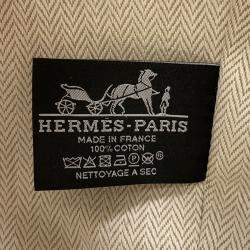 HERMÈS-PARIS
MADE IN FRANCE
100% COTON
NETTOYAGE A SEC